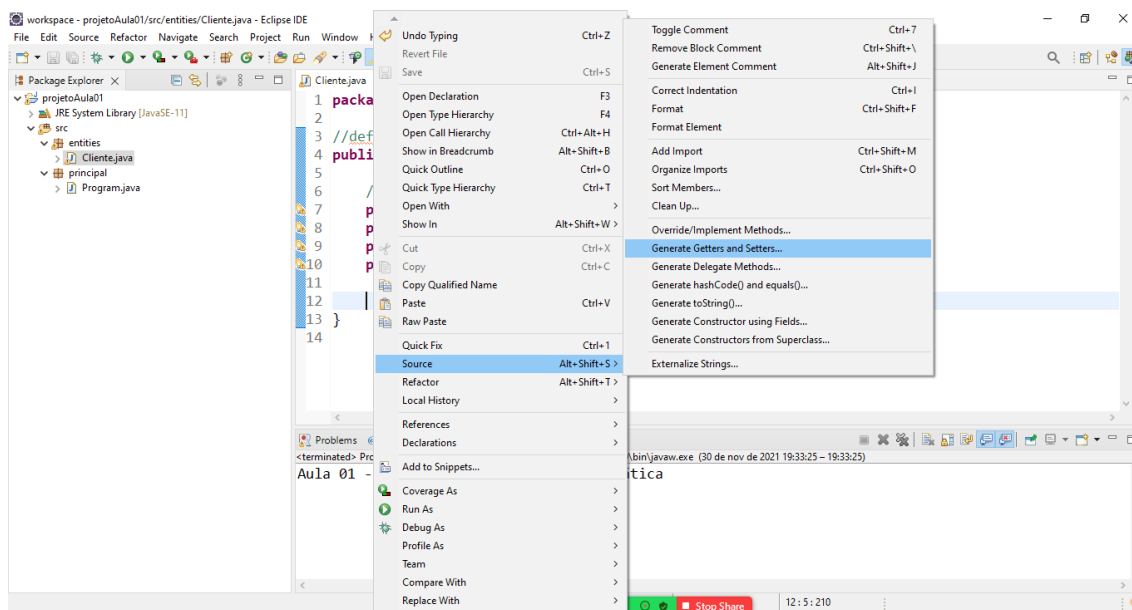 workspace - projetoAula01/src/entities/Cliente.java - Eclipse IDE
File Edit Source Refactor Navigate Search Project Run Window
Package Explorer
projetoAula01
JRE System Library [JavaSE-11]
src
entities
Cliente.java
principal
Program.java
Cliente.java
1 packa
2
3 //def
4 publi
5
6 /
7 p
8 p
9 p
10 p
11
12
13 }
14
Undo Typing Ctrl+Z
Revert File
Save Ctrl+S
Open Declaration F3
Open Type Hierarchy F4
Open Call Hierarchy Ctrl+Alt+H
Show in Breadcrumb Alt+Shift+B
Quick Outline Ctrl+O
Quick Type Hierarchy Ctrl+T
Open With >
Show In Alt+Shift+W >
Cut Ctrl+X
Copy Ctrl+C
Copy Qualified Name
Paste Ctrl+V
Raw Paste
Quick Fix Ctrl+1
Source Alt+Shift+S >
Refactor Alt+Shift+T >
Local History >
References >
Declarations >
Add to Snippets...
Coverage As >
Run As >
Debug As >
Profile As >
Team >
Compare With >
Replace With >
Toggle Comment Ctrl+7
Remove Block Comment Ctrl+Shift+\
Generate Element Comment Alt+Shift+J
Correct Indentation Ctrl+I
Format Ctrl+Shift+F
Format Element
Add Import Ctrl+Shift+M
Organize Imports Ctrl+Shift+O
Sort Members...
Clean Up...
Override/Implement Methods...
Generate Getters and Setters...
Generate Delegate Methods...
Generate hashCode() and equals()...
Generate toString()...
Generate Constructor using Fields...
Generate Constructors from Superclass...
Externalize Strings...
Problems @
<terminated> Pro \bin\javaw.exe (30 de nov de 2021 19:33:25 – 19:33:25)
Aula 01 - ática
Stop Share
12 : 5 : 210